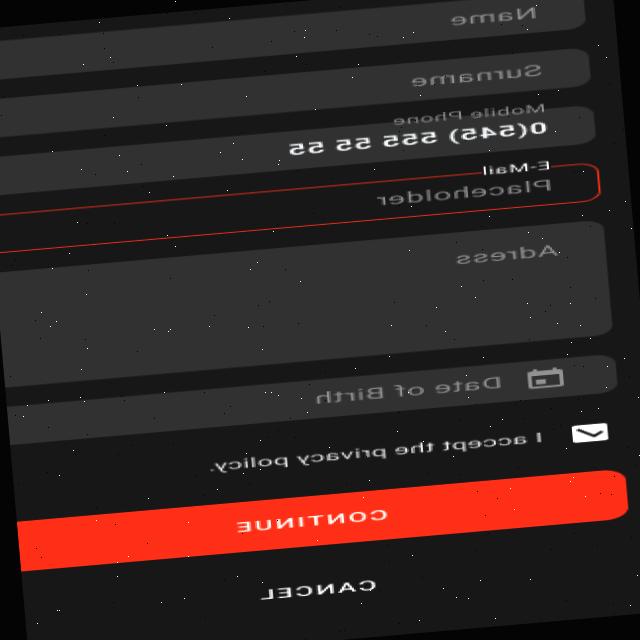 Name
Surname
Mobile Phone
0(545) 555 55 55
E-Mail
Placeholder
Adress
Date of Birth
I accept the privacy policy.
CONTINUE
CANCEL